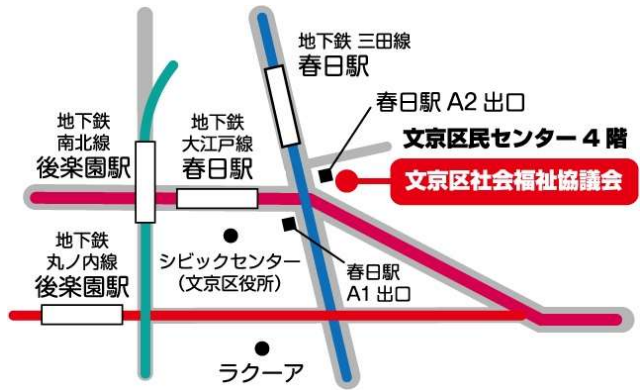 地下鉄 三田線
春日駅
春日駅 A2 出口
地下鉄
南北線
後楽園駅
地下鉄
大江戸線
春日駅
文京区民センター 4 階
文京区社会福祉協議会
地下鉄
丸ノ内線
後楽園駅
シビックセンター
（文京区役所）
春日駅
A1 出口
ラクーア